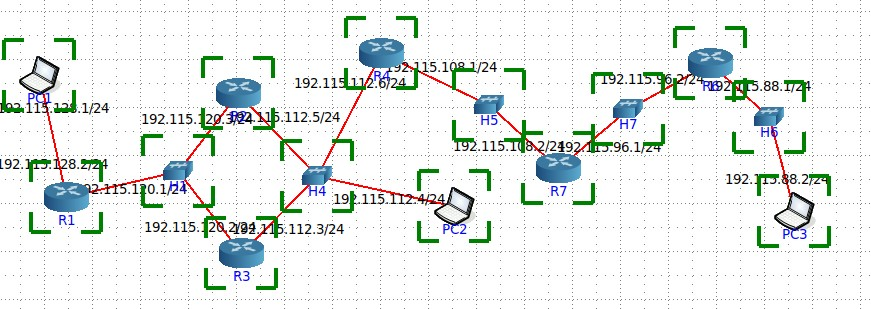 PC1
192.115.128.1/24
192.115.128.2/24
R1
192.115.120.1/24
H1
192.115.120.3/24
192.115.112.5/24
192.115.120.2/24
192.115.112.3/24
R3
H4
192.115.112.6/24
R4
192.115.108.1/24
192.115.112.4/24
PC2
H5
192.115.108.2/24
192.115.96.1/24
R7
H7
192.115.96.2/24
192.115.88.1/24
H6
192.115.88.2/24
PC3